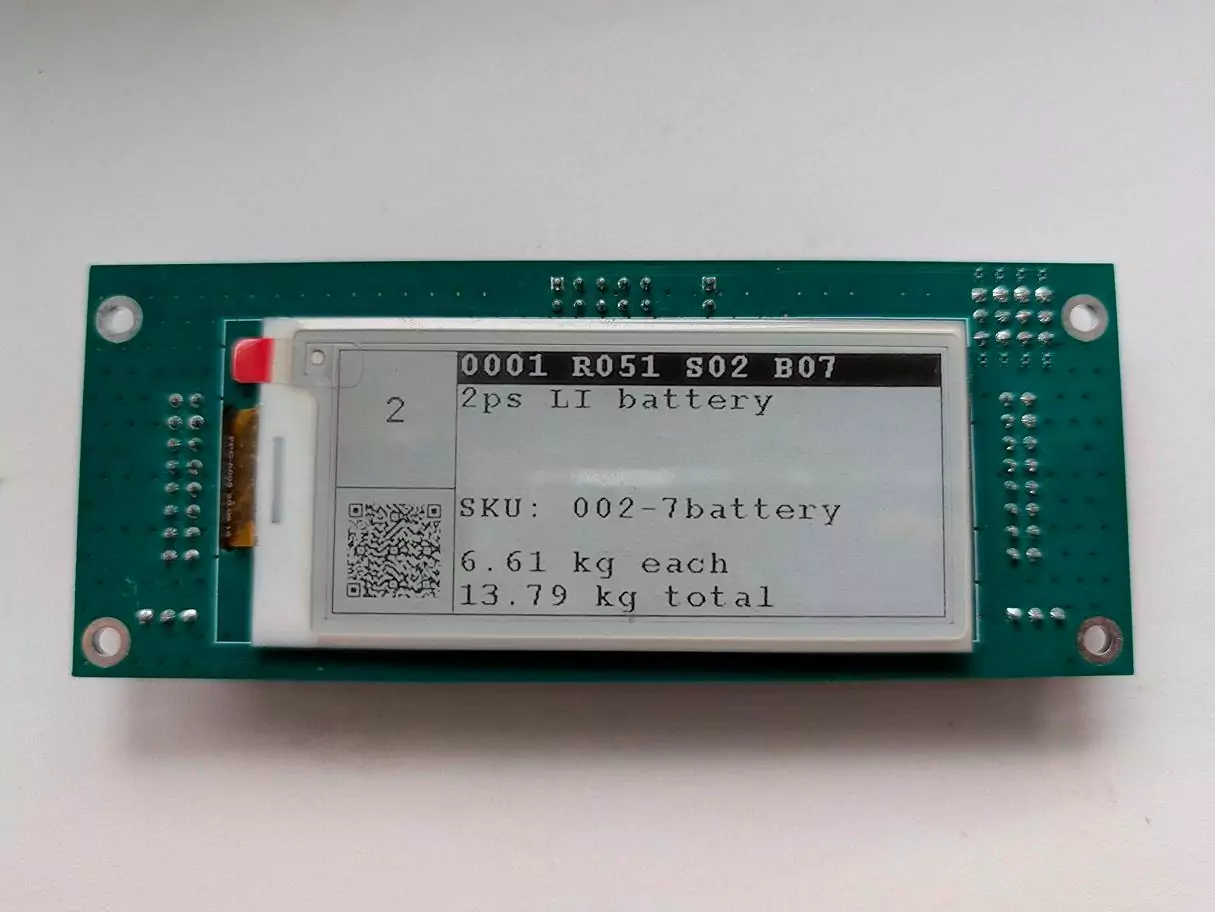 0001 R051 S02 B07
2
2ps LI battery
SKU: 002-7battery
6.61 kg each
13.79 kg total